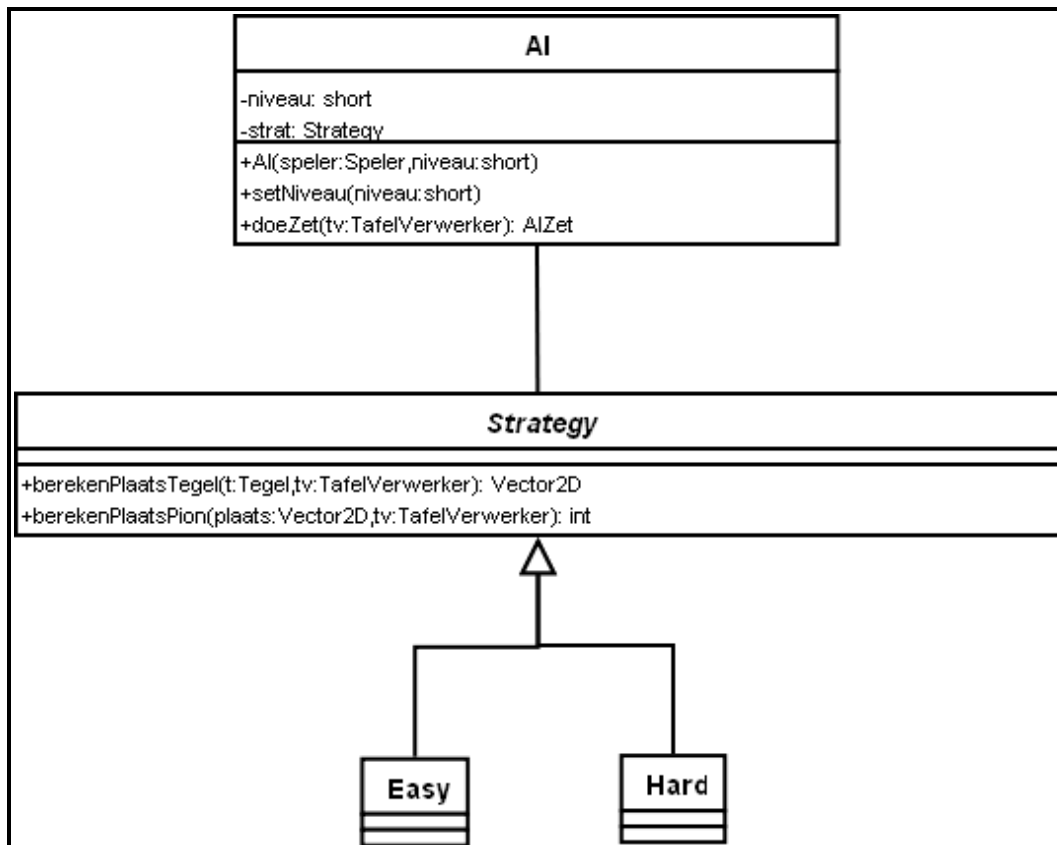 AI
-niveau: short
-strat: Strategy
+AI(speler:Speler,niveau:short)
+setNiveau(niveau:short)
+doeZet(tv:TafelVerwerker): AIZet
Strategy
+berekenPlaatsTegel(t:Tegel,tv:TafelVerwerker): Vector2D
+berekenPlaatsPion(plaats:Vector2D,tv:TafelVerwerker): int
Easy
Hard